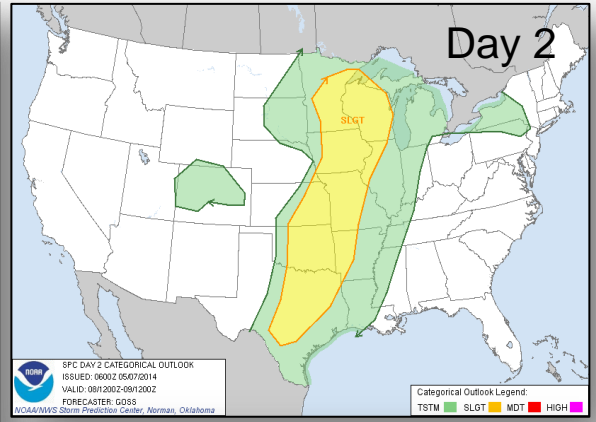 Day 2
SLGT
NOAA
SPC DAY 2 CATEGORICAL OUTLOOK
ISSUED: 0600Z 05/07/2014
VALID: 08/1200Z-09/1200Z
FORECASTER: GOSS
NOAA/NWS Storm Prediction Center, Norman, Oklahoma
Categorical Outlook Legend:
TSTM SLGT MDT HIGH